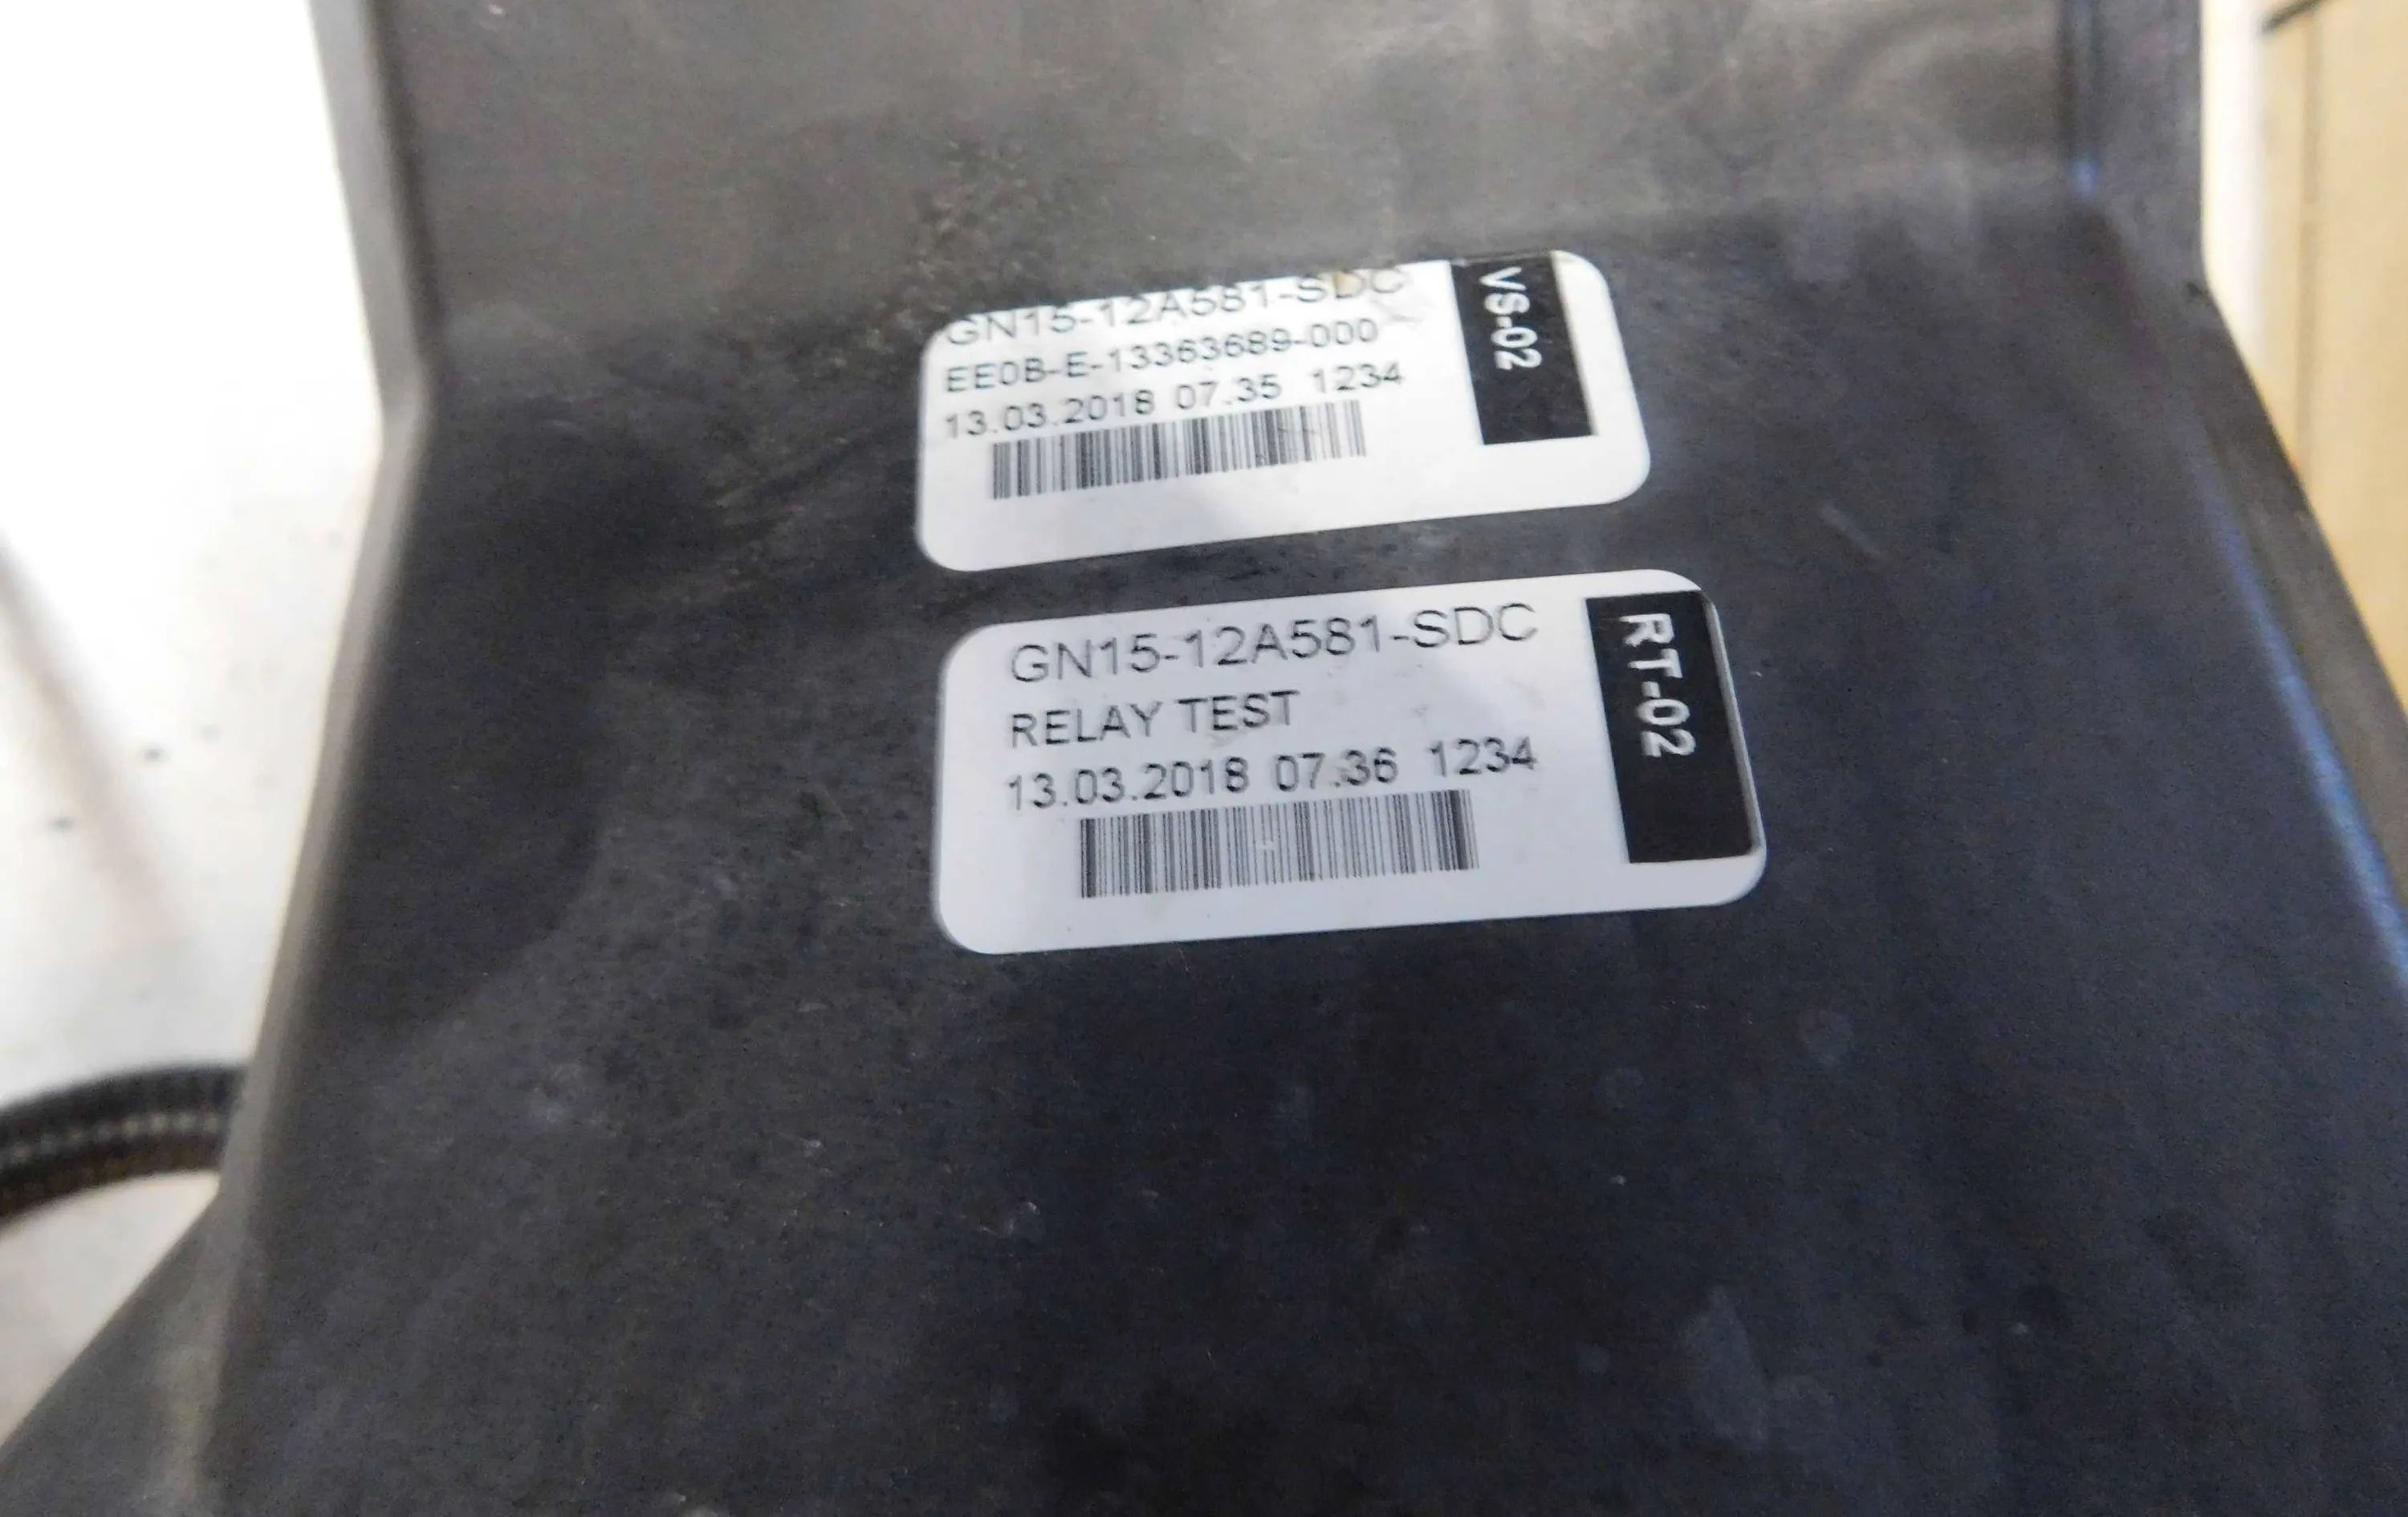 GN15-12A581-SDC
EE0B-E-13363689-000
13.03.2018 07.35 1234
VS-02
GN15-12A581-SDC
RELAY TEST
13.03.2018 07.36 1234
RT-02